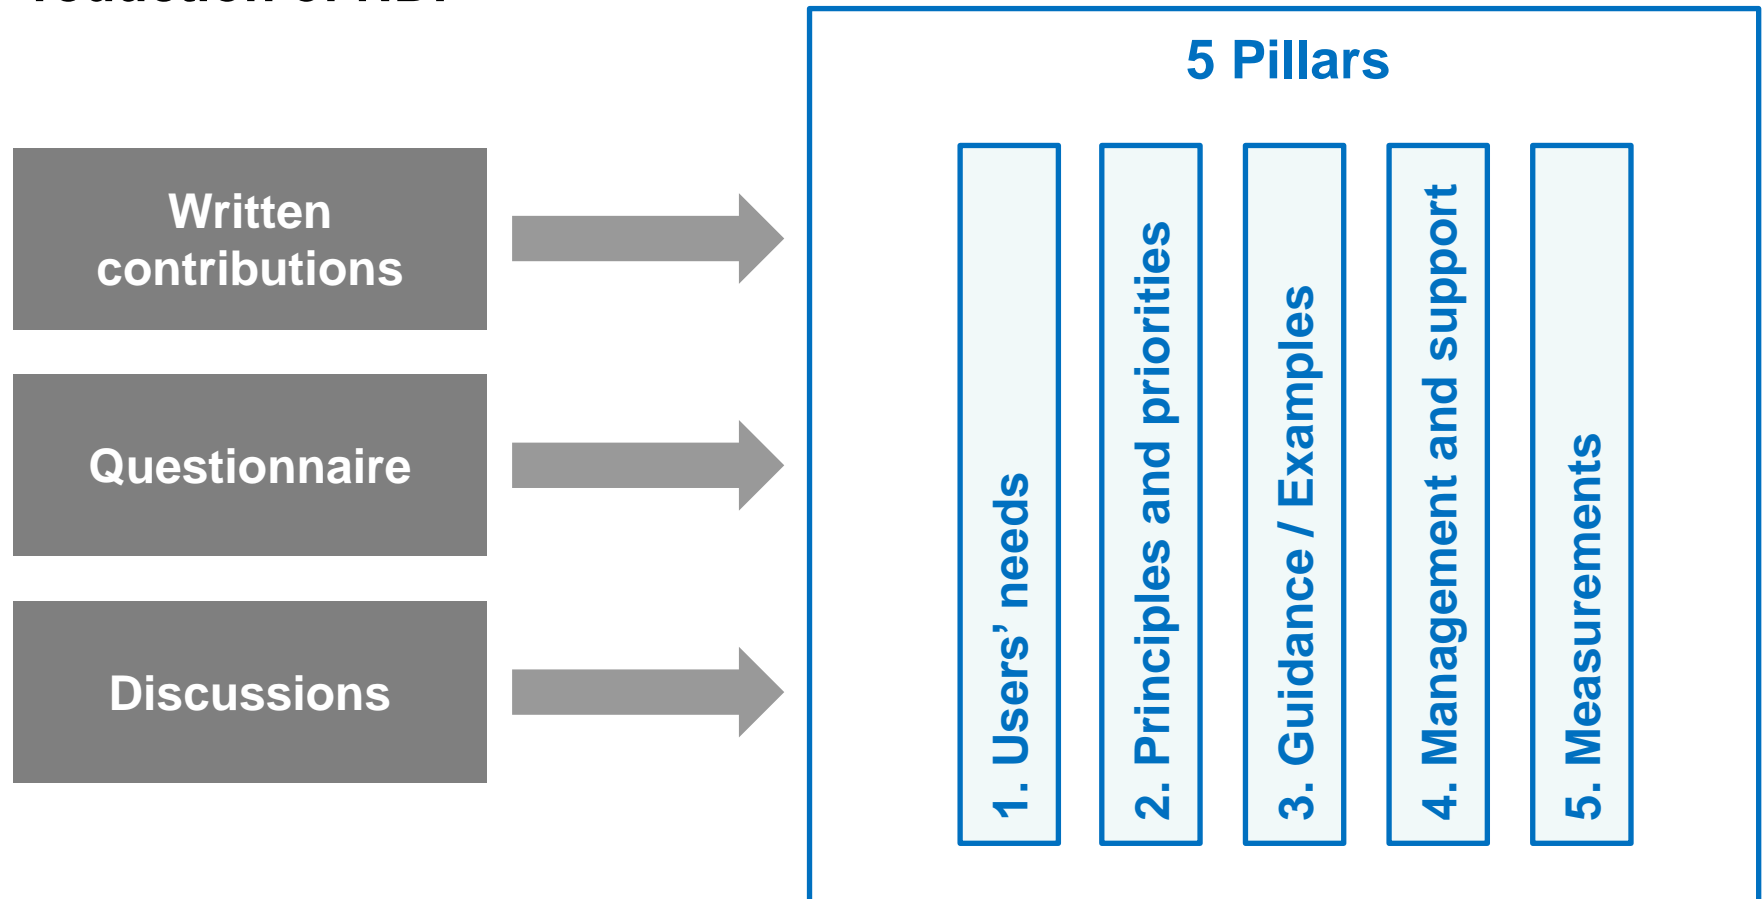 5 Pillars
Written
contributions
Questionnaire
Discussions
1. Users’ needs
2. Principles and priorities
3. Guidance / Examples
4. Management and support
5. Measurements